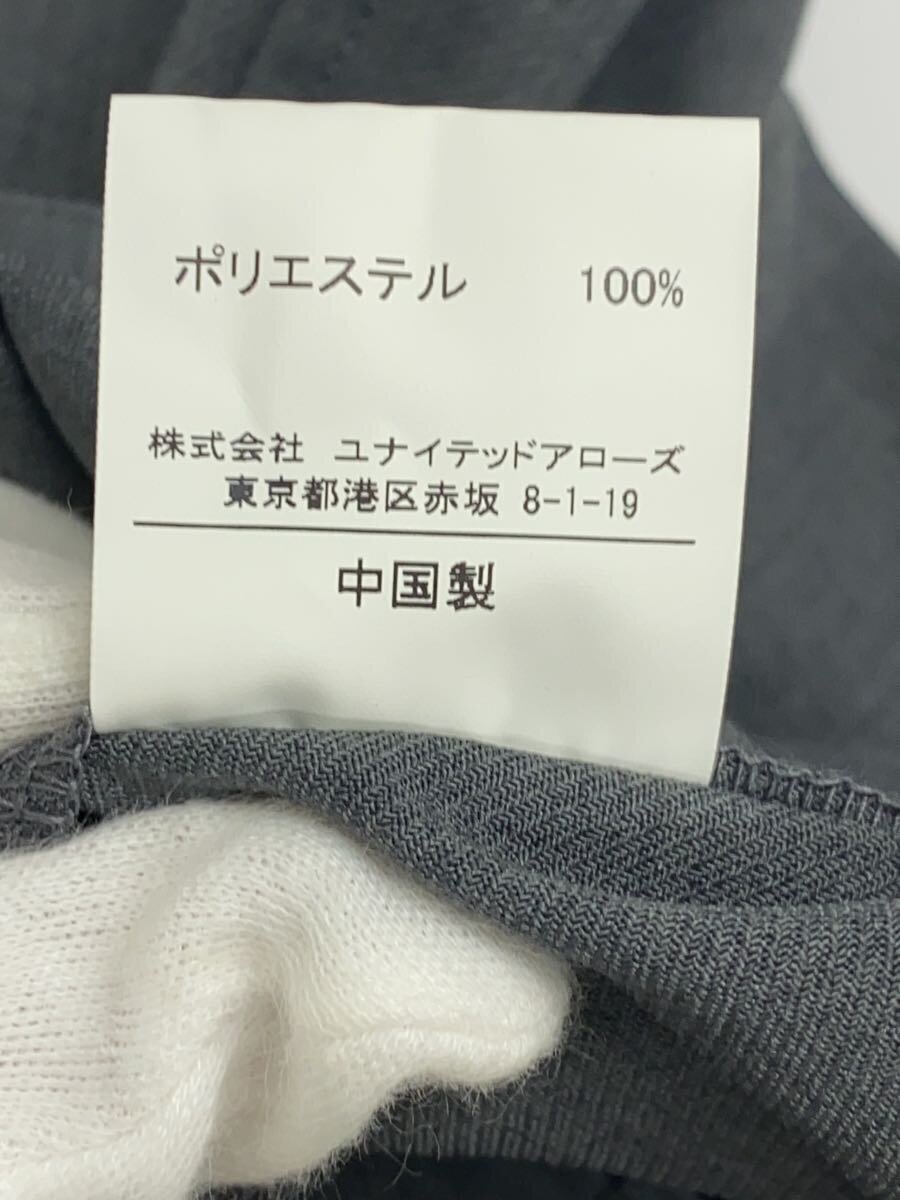 ポリエステル 100%
株式会社 ユナイテッドアローズ
東京都港区赤坂 8-1-19
中国製